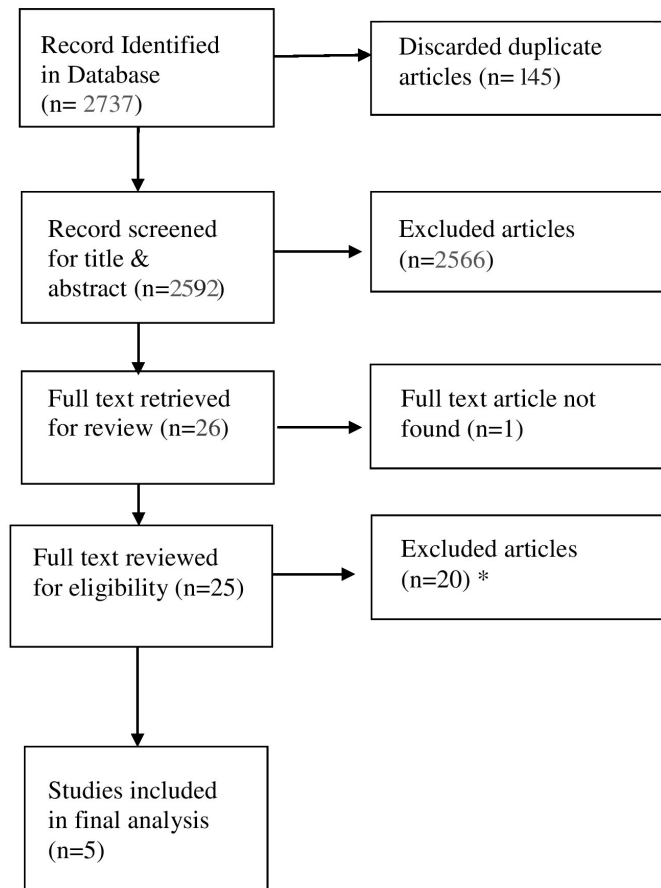 Record Identified
in Database
(n= 2737)
Discarded duplicate
articles (n= 145)
Record screened
for title &
abstract (n=2592)
Excluded articles
(n=2566)
Full text retrieved
for review (n=26)
Full text article not
found (n=1)
Full text reviewed
for eligibility (n=25)
Excluded articles
(n=20) *
Studies included
in final analysis
(n=5)